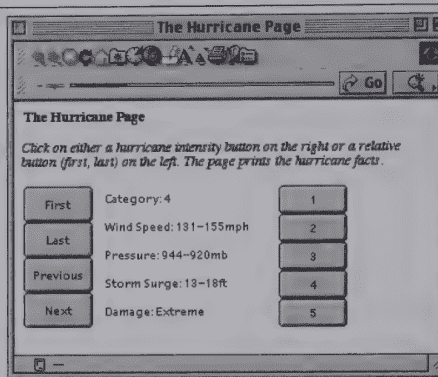 The Hurricane Page
Go
The Hurricane Page
Click on either a hurricane intensity button on the right or a relative
button (first, last) on the left. The page prints the hurricane facts.
First
Last
Previous
Next
Category: 4
Wind Speed: 131-155mph
Pressure: 944-920mb
Storm Surge: 13-18ft
Damage: Extreme
1
2
3
4
5